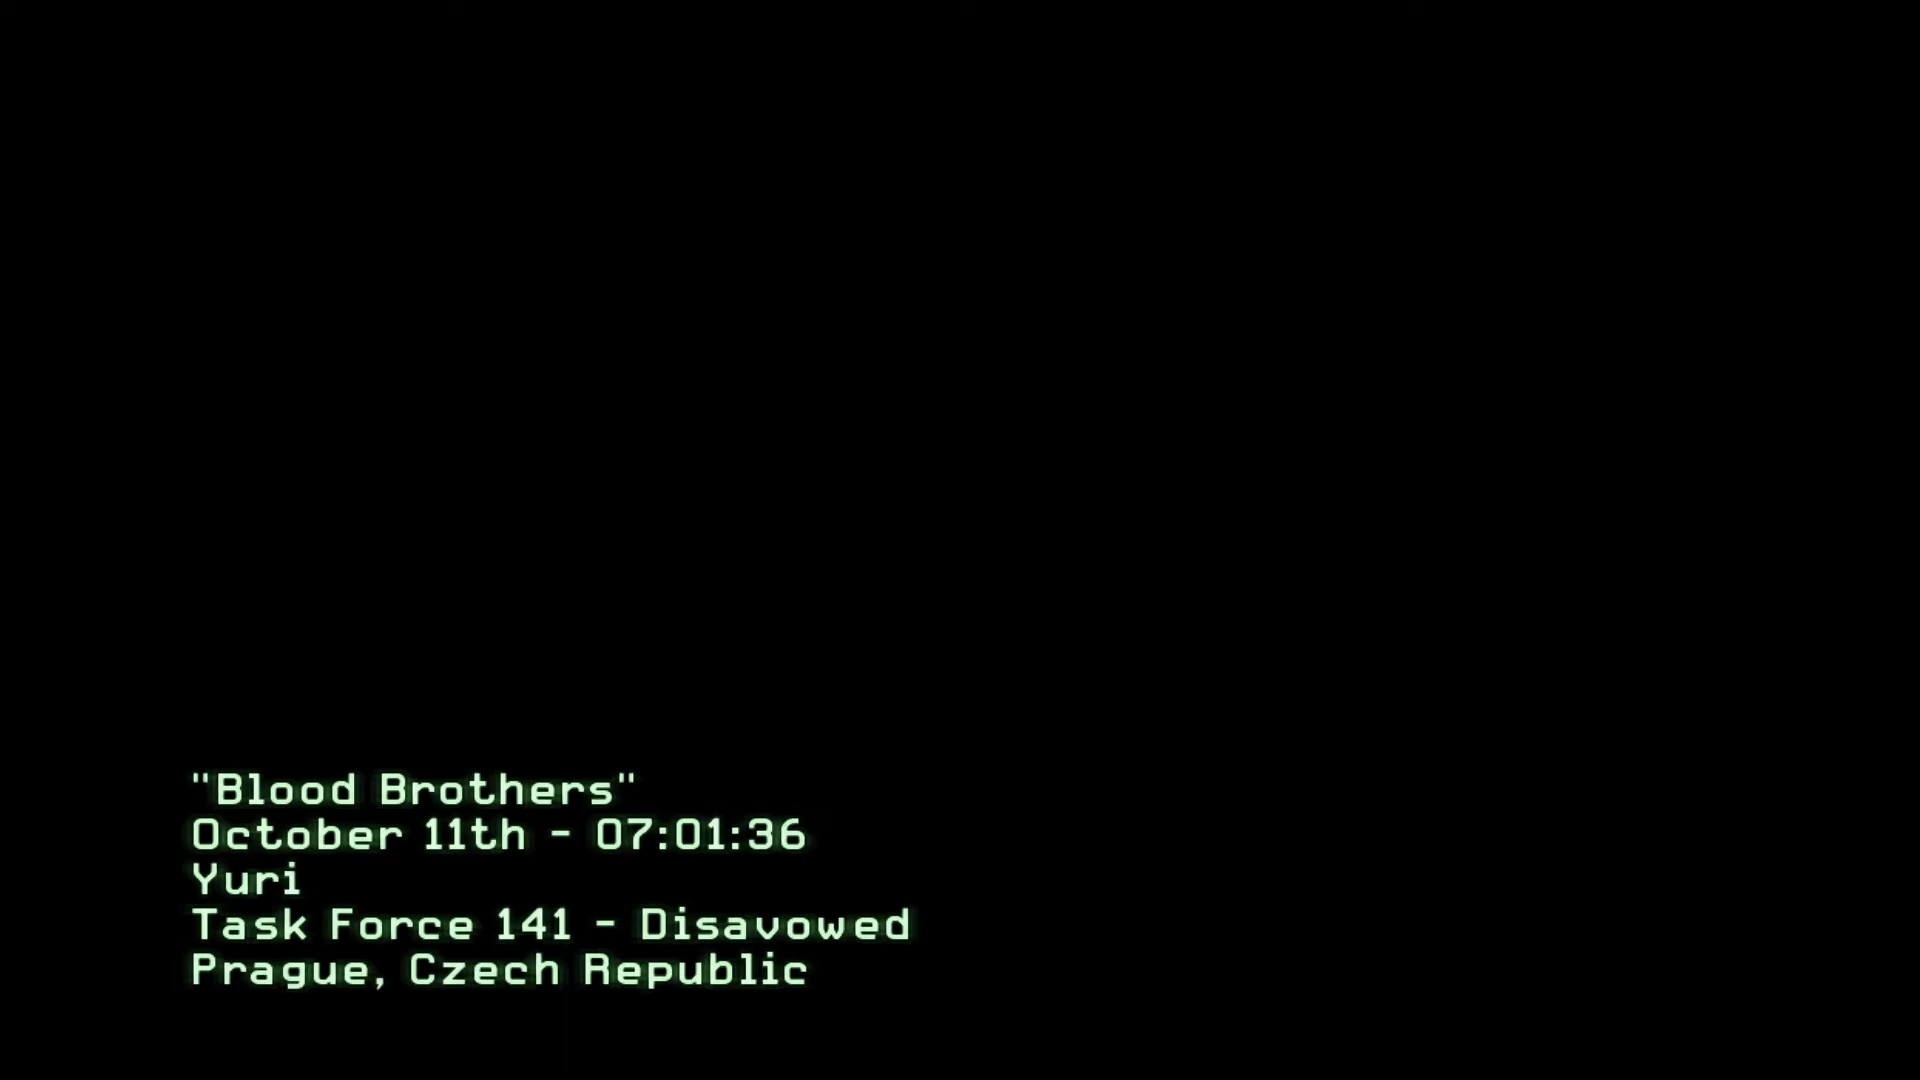 "Blood Brothers"
October 11th - 07:01:36
Yuri
Task Force 141 - Disavowed
Prague, Czech Republic